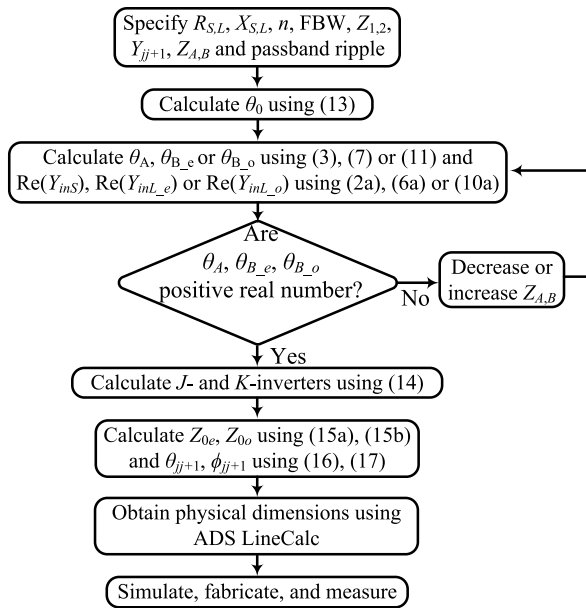 Specify R_{S,L}, X_{S,L}, n, FBW, Z_{1,2},
Y_{jj+1}, Z_{A,B} and passband ripple
Calculate θ_0 using (13)
Calculate θ_A, θ_{B_e} or θ_{B_o} using (3), (7) or (11) and
Re(Y_{inS}), Re(Y_{inL_e}) or Re(Y_{inL_o}) using (2a), (6a) or (10a)
Are
θ_A, θ_{B_e}, θ_{B_o}
positive real number?
No
Decrease or
increase Z_{A,B}
Yes
Calculate J- and K-inverters using (14)
Calculate Z_{0e}, Z_{0o} using (15a), (15b)
and θ_{jj+1}, ϕ_{jj+1} using (16), (17)
Obtain physical dimensions using
ADS LineCalc
Simulate, fabricate, and measure